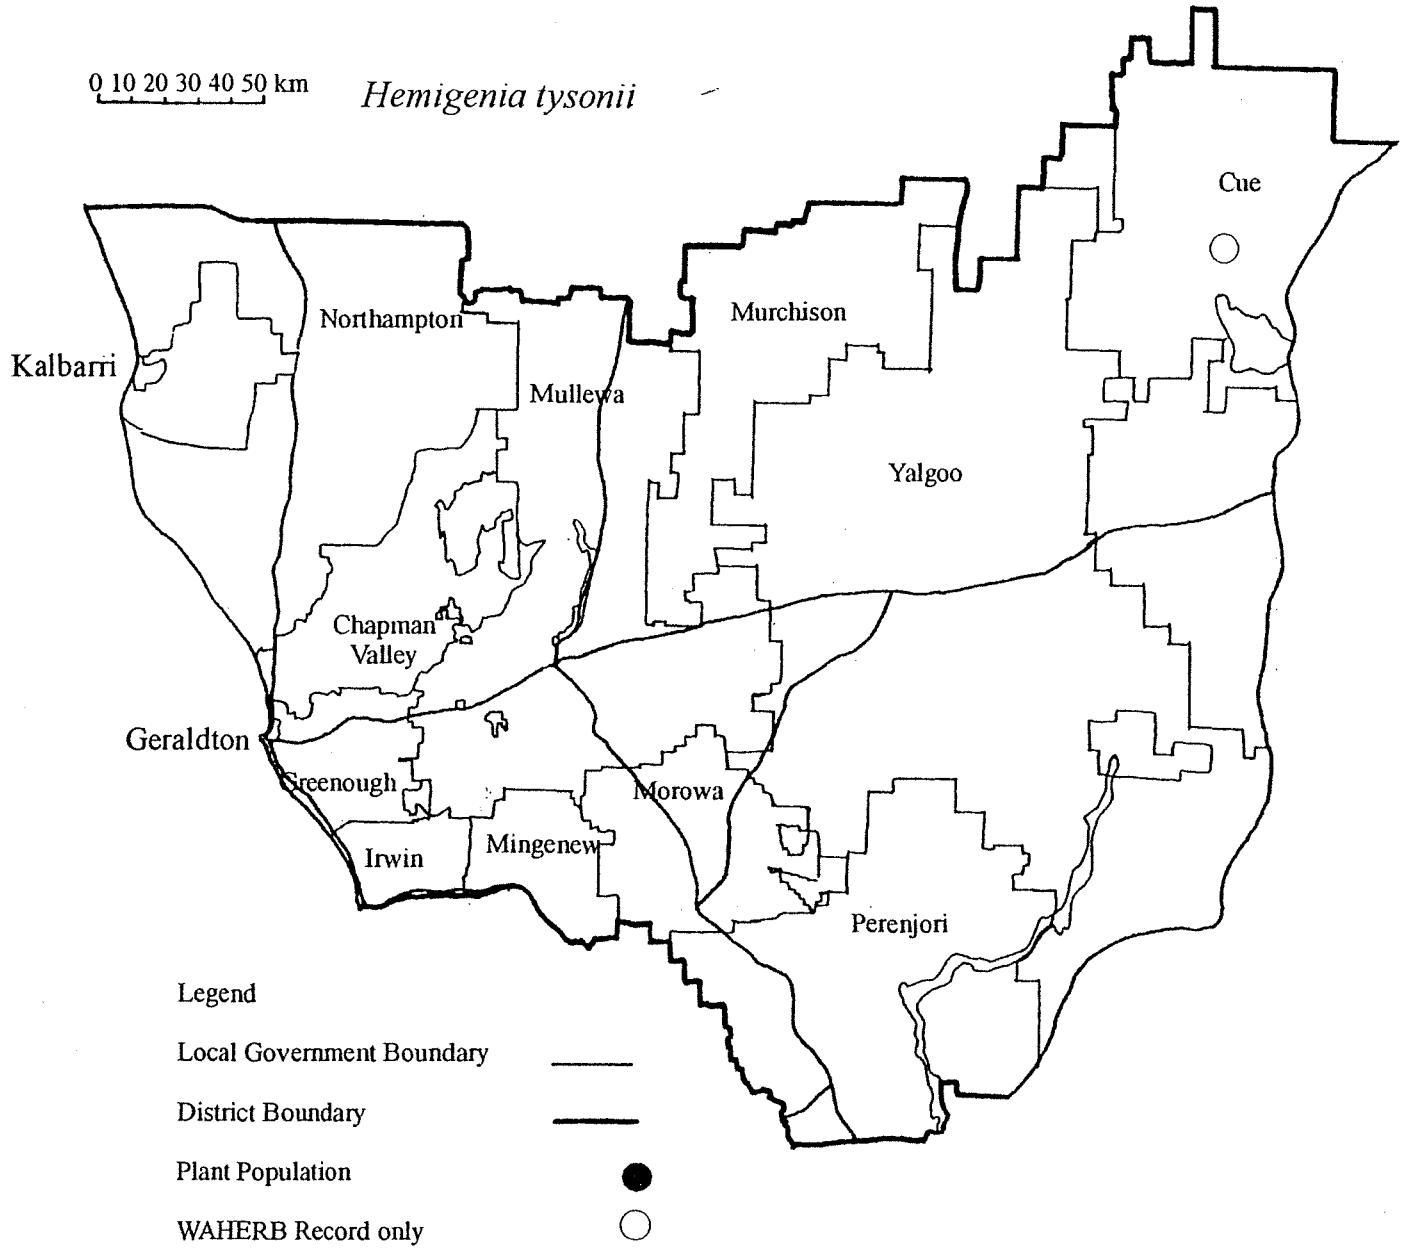 0 10 20 30 40 50 km
Hemigenia tysonii
Cue
Northampton
Murchison
Kalbarri
Mullewa
Yalgoo
Chapman
Valley
Geraldton
Greenough
Morowa
Irwin
Mingenew
Perenjori
Legend
Local Government Boundary
District Boundary
Plant Population
WAHERB Record only